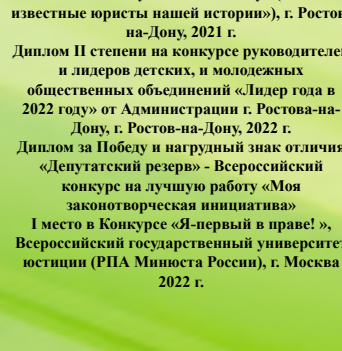 известные юристы нашей истории»), г. Ростов
на-Дону, 2021 г.
Диплом II степени на конкурсе руководителе
и лидеров детских, и молодежных
общественных объединений «Лидер года в
2022 году» от Администрации г. Ростова-на-
Дону, г. Ростов-на-Дону, 2022 г.
Диплом за Победу и нагрудный знак отличия
«Депутатский резерв» - Всероссийский
конкурс на лучшую работу «Моя
законотворческая инициатива»
I место в Конкурсе «Я-первый в праве! »,
Всероссийский государственный университет
юстиции (РПА Минюста России), г. Москва
2022 г.